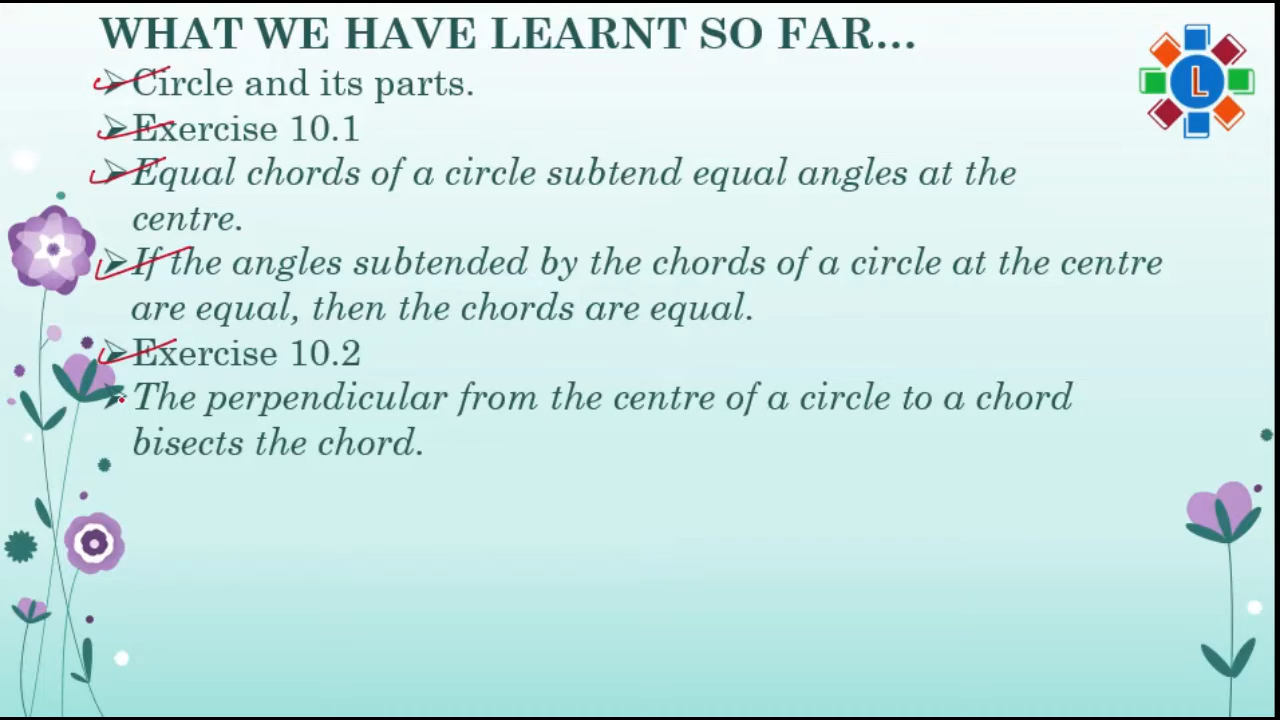 WHAT WE HAVE LEARNT SO FAR...
➢Circle and its parts.
➢Exercise 10.1
➢Equal chords of a circle subtend equal angles at the
centre.
➢If the angles subtended by the chords of a circle at the centre
are equal, then the chords are equal.
➢Exercise 10.2
➢The perpendicular from the centre of a circle to a chord
bisects the chord.
L